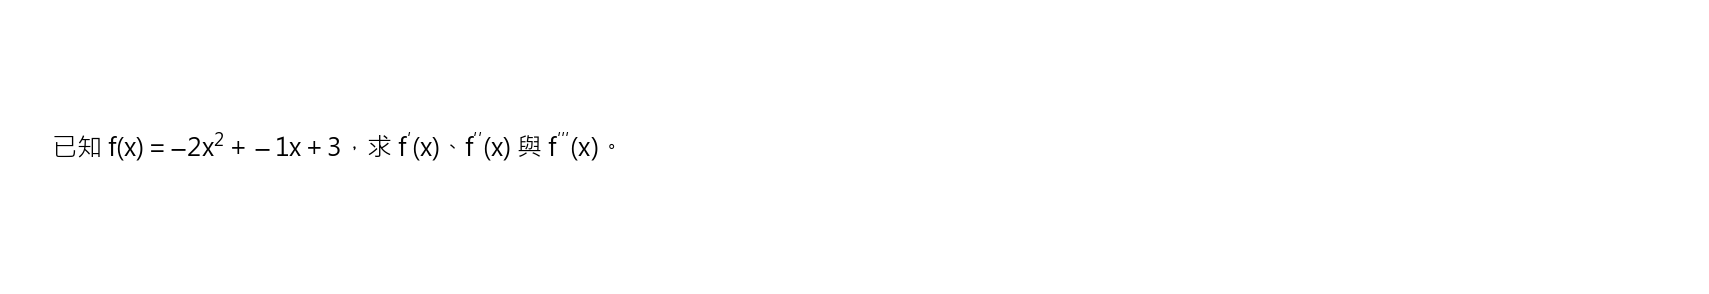 已知 f(x) = −2x² + − 1x + 3，求 f′(x)、f′′(x) 與 f′′′(x)。